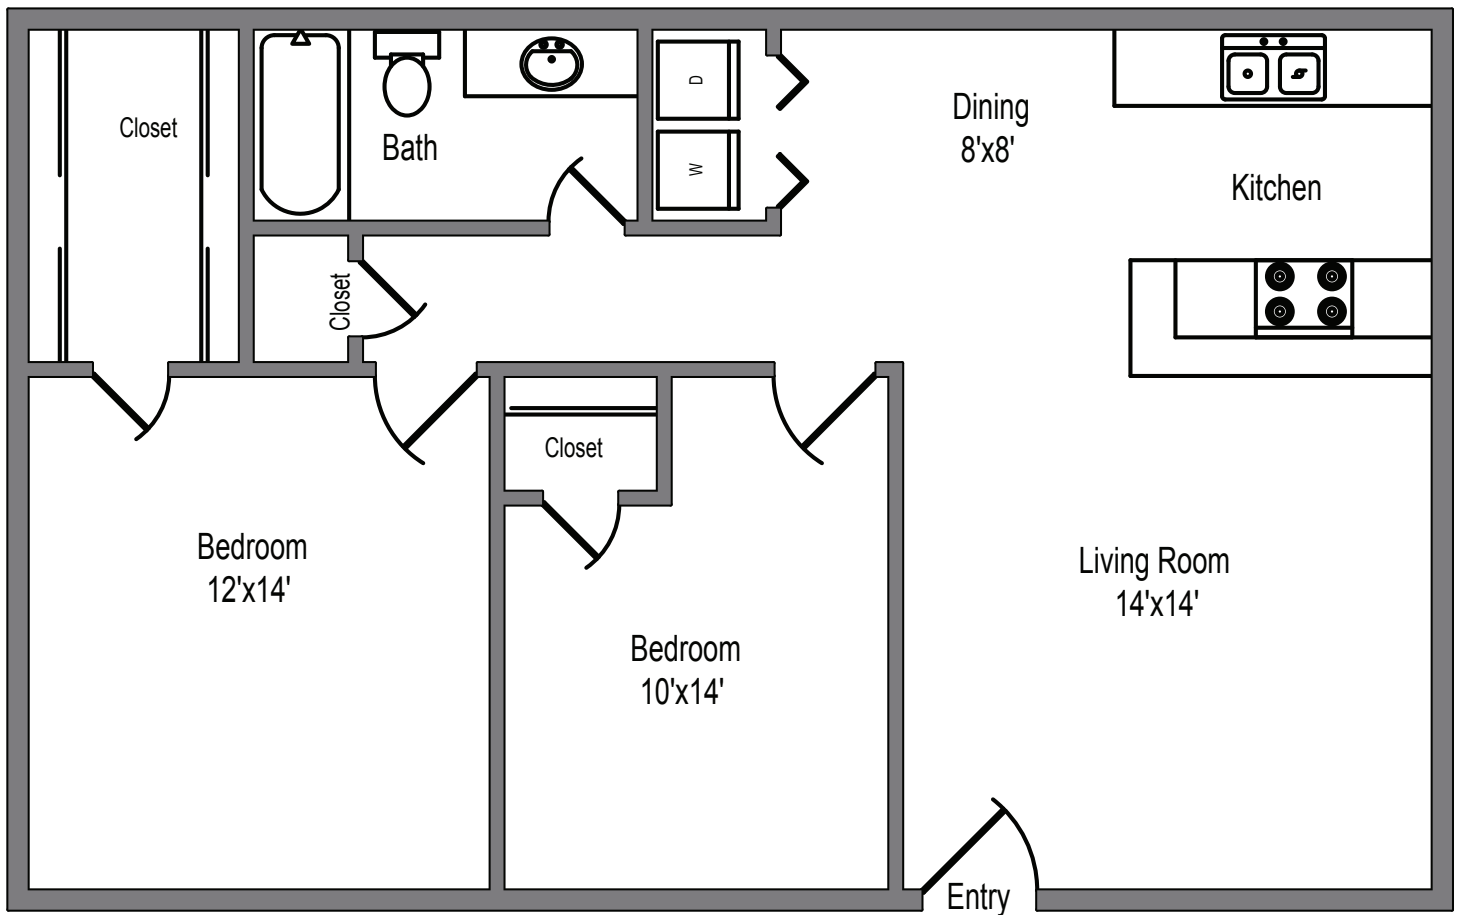 Closet
Bath
D
W
Dining
8'x8'
Kitchen
Closet
Closet
Bedroom
12'x14'
Bedroom
10'x14'
Living Room
14'x14'
Entry